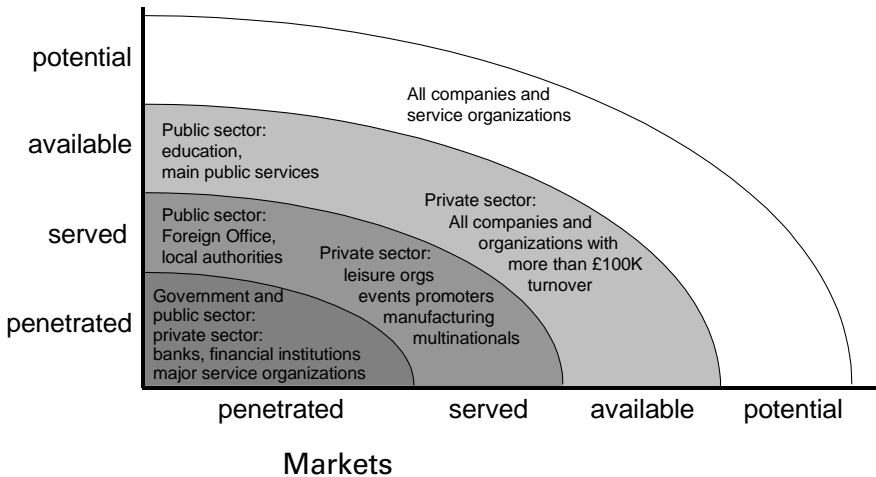 potential
All companies and
service organizations
available
Public sector:
education,
main public services
Private sector:
All companies and
organizations with
more than £100K
turnover
served
Public sector:
Foreign Office,
local authorities
Private sector:
leisure orgs
events promoters
manufacturing
multinationals
penetrated
Government and
public sector:
private sector:
banks, financial institutions
major service organizations
penetrated served available potential
Markets